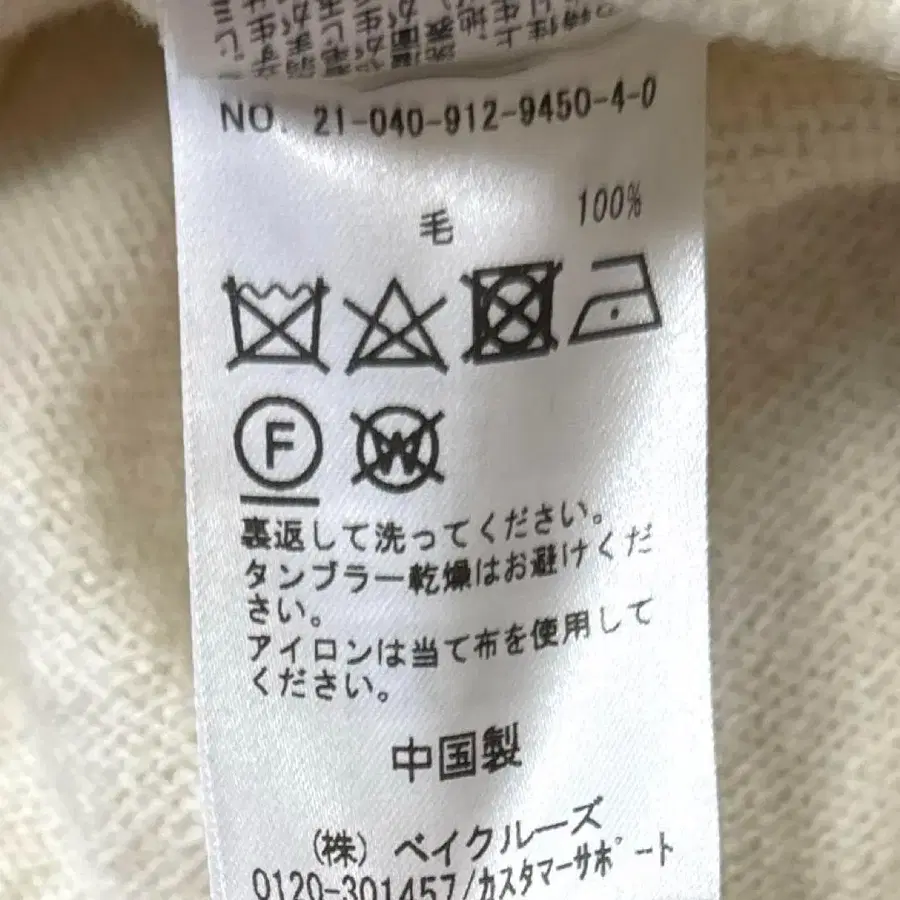 NO. 21-040-912-9450-4-0
毛 100%
F
W
裏返して洗ってください。
タンブラー乾燥はお避けくだ
さい。
アイロンは当て布を使用して
ください。
中国製
(株) ベイクルーズ
0120-301457/カスタマーサポート